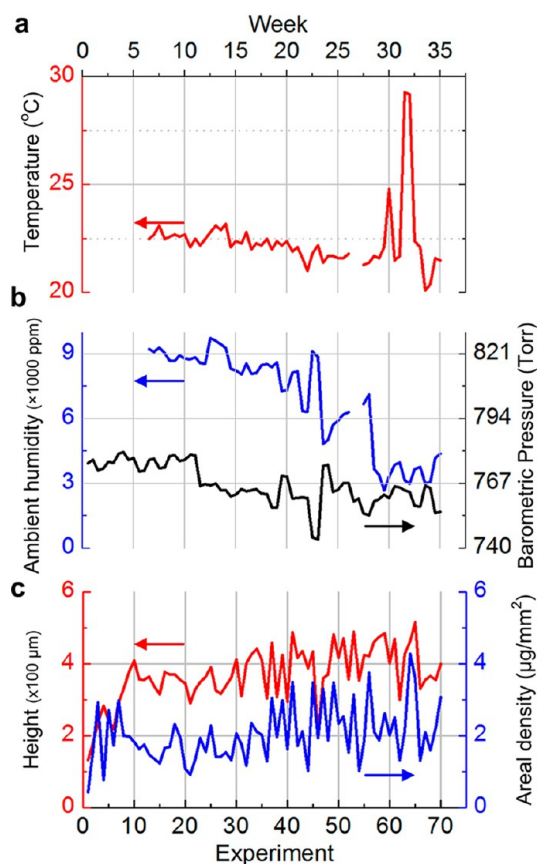 a
Week
0 5 10 15 20 25 30 35
Temperature (°C)
30
25
20
b
Ambient humidity (×1000 ppm)
9
6
3
0
821
794
767
740
Barometric Pressure (Torr)
c
Height (x100 μm)
6
4
2
0
6
4
2
0
Areal density (μg/mm²)
0 10 20 30 40 50 60 70
Experiment